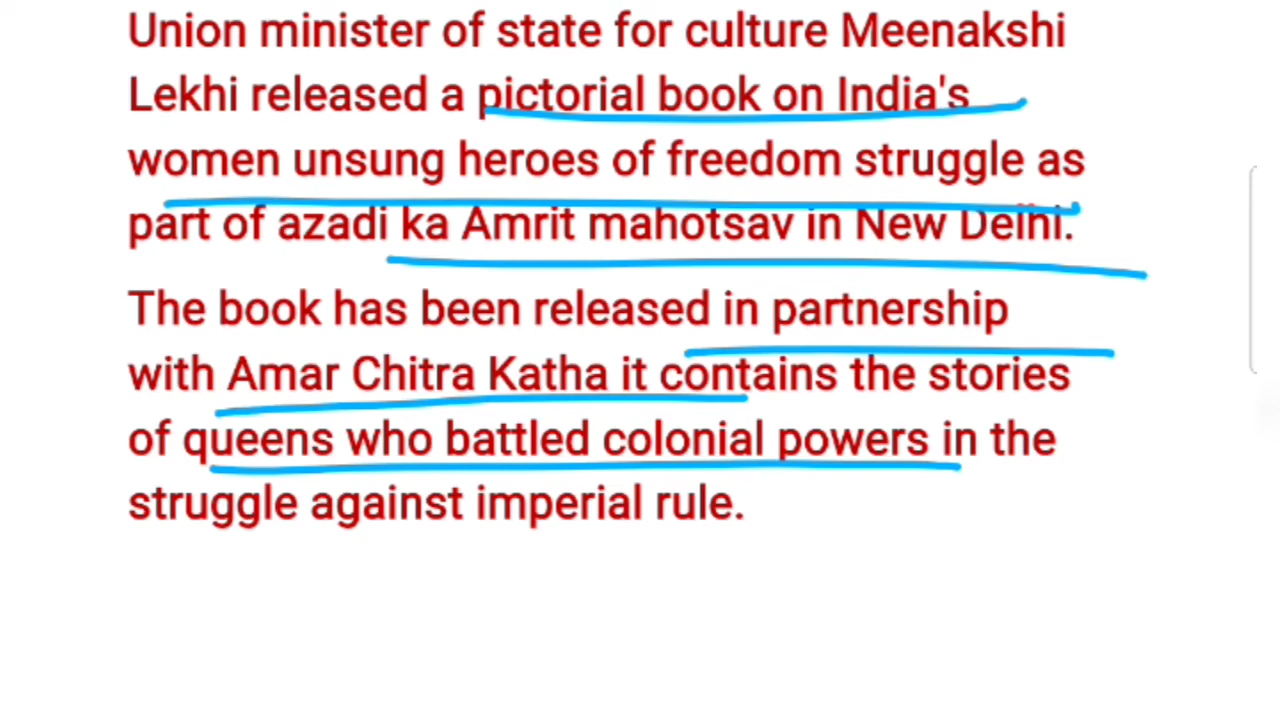 Union minister of state for culture Meenakshi
Lekhi released a pictorial book on India's
women unsung heroes of freedom struggle as
part of azadi ka Amrit mahotsav in New Delhi.
The book has been released in partnership
with Amar Chitra Katha it contains the stories
of queens who battled colonial powers in the
struggle against imperial rule.